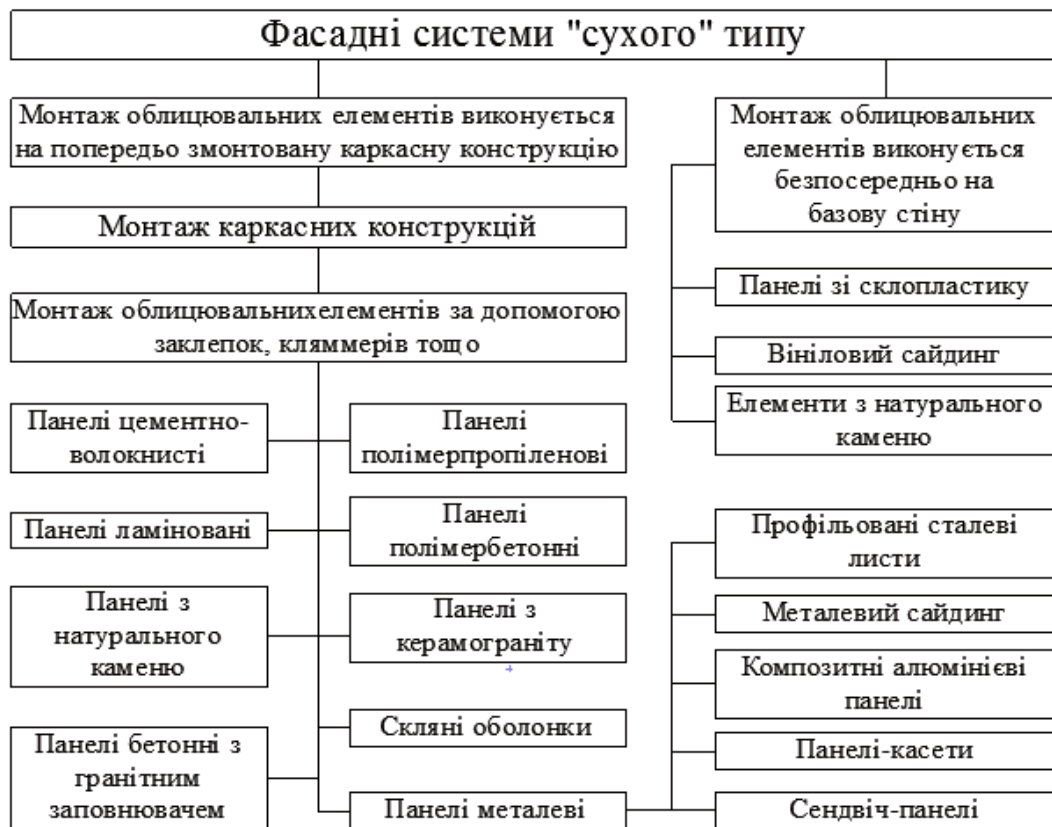 Фасадні системи "сухого" типу
Монтаж облицювальних елементів виконується
на попередьо змонтовану каркасну конструкцію
Монтаж каркасних конструкцій
Монтаж облицювальнихелементів за допомогою
заклепок, кляммерів тощо
Панелі цементно-
волокнисті
Панелі
полімерпропіленові
Панелі ламіновані
Панелі
полімербетонні
Панелі з
натурального
каменю
Панелі з
керамограніту
Скляні оболонки
Панелі бетонні з
гранітним
заповнювачем
Панелі металеві
Монтаж облицювальних
елементів виконується
безпосередньо на
базову стіну
Панелі зі склопластику
Вініловий сайдинг
Елементи з натурального
каменю
Профільовані сталеві
листи
Металевий сайдинг
Композитні алюмінієві
панелі
Панелі-касети
Сендвіч-панелі